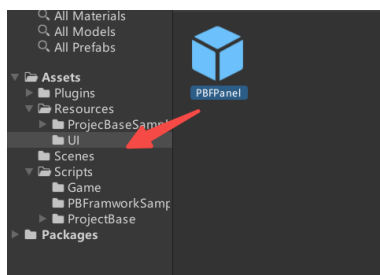 All Materials
All Models
All Prefabs
Assets
Plugins
Resources
ProjecBaseSampl
UI
Scenes
Scripts
Game
PBFramworkSamp
ProjectBase
Packages
PBFPanel